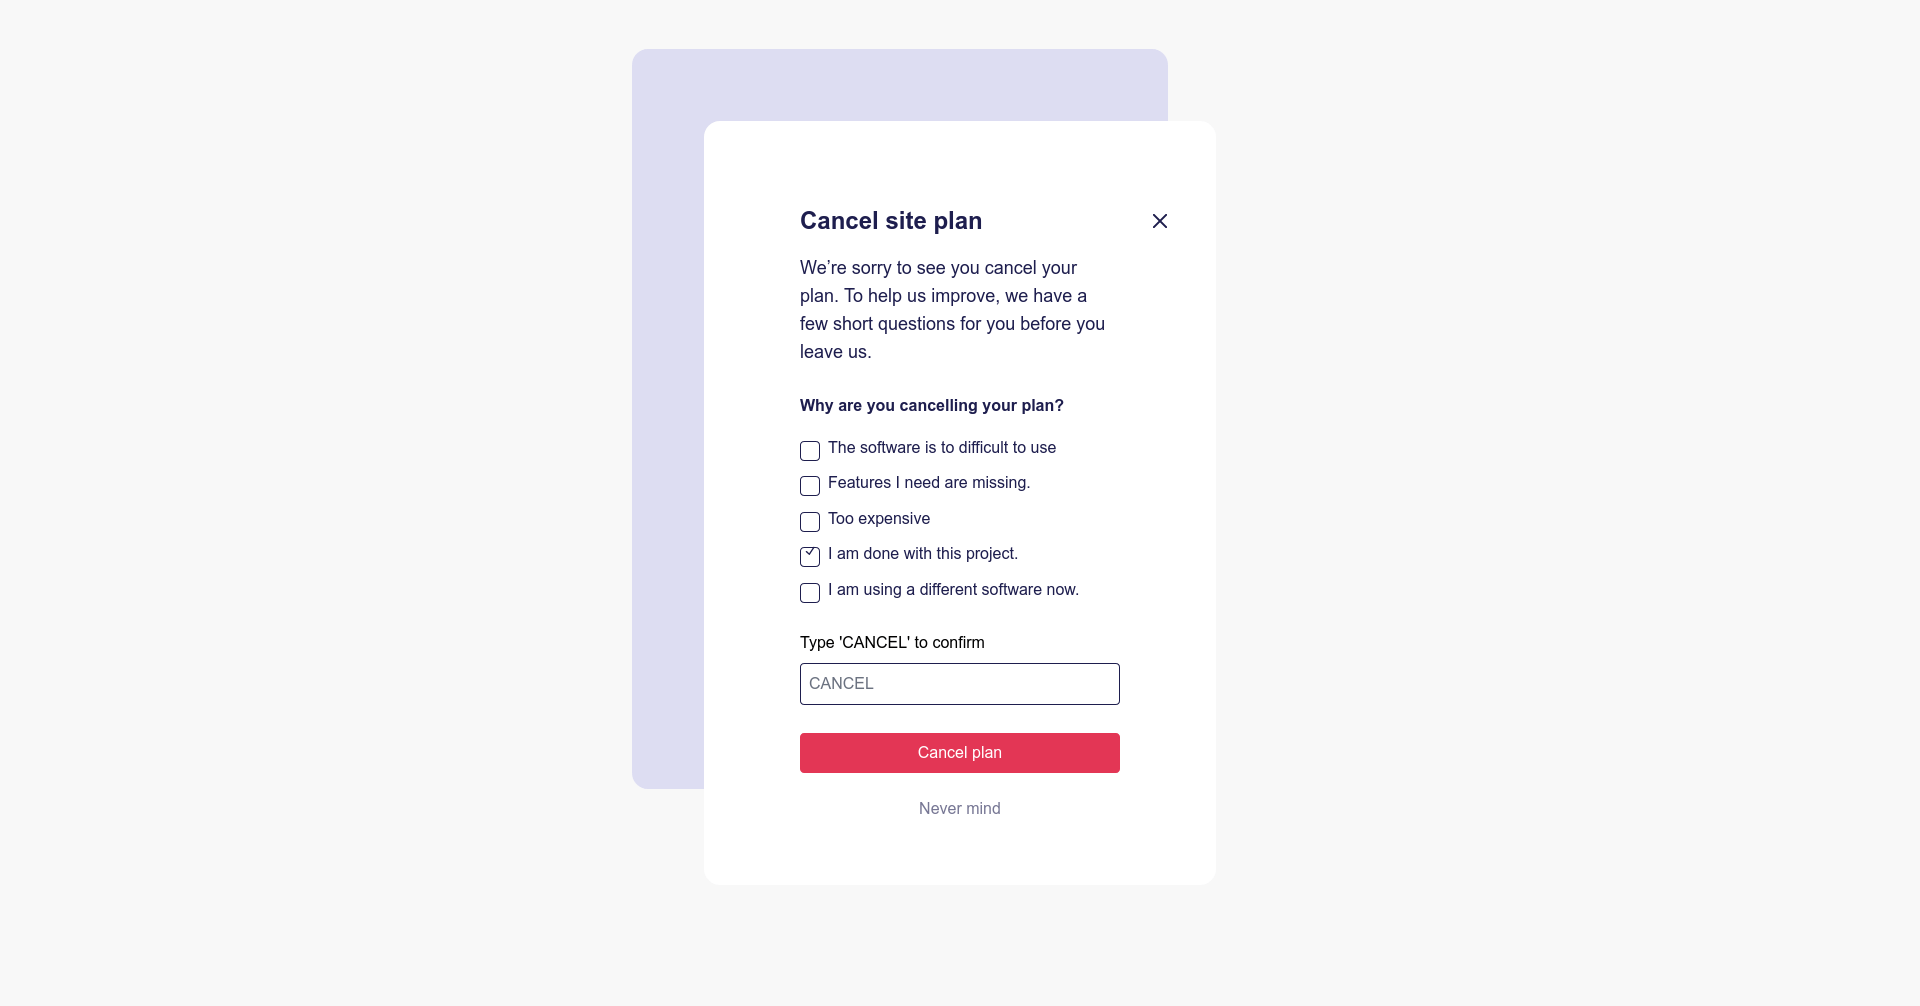 Cancel site plan
We’re sorry to see you cancel your
plan. To help us improve, we have a
few short questions for you before you
leave us.
Why are you cancelling your plan?
The software is to difficult to use
Features I need are missing.
Too expensive
I am done with this project.
I am using a different software now.
Type 'CANCEL' to confirm
CANCEL
Cancel plan
Never mind